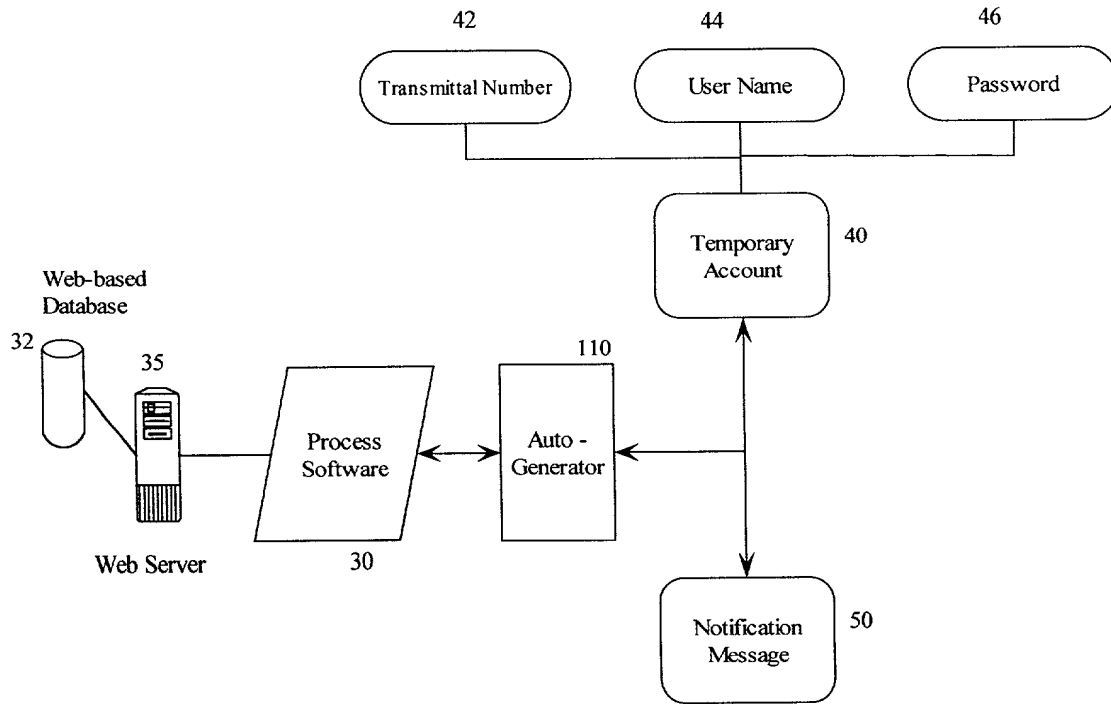 42
44
46
Transmittal Number
User Name
Password
Temporary
Account
40
Web-based
Database
32
35
110
Process
Software
Auto -
Generator
Web Server
30
Notification
Message
50